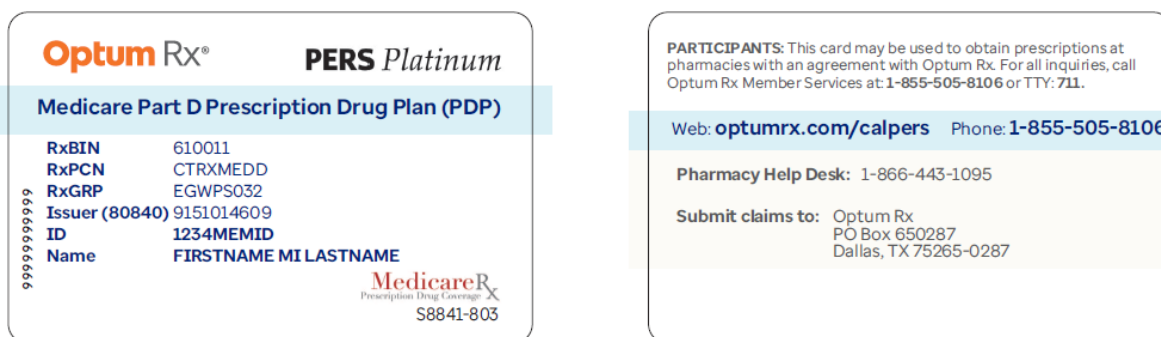 Optum Rx®
PERS Platinum
Medicare Part D Prescription Drug Plan (PDP)
RxBIN 610011
RxPCN CTRXMEDD
RxGRP EGWPS032
Issuer (80840) 9151014609
ID 1234MEMID
Name FIRSTNAME MI LASTNAME
MedicareRx
Prescription Drug Coverage
S8841-803
PARTICIPANTS: This card may be used to obtain prescriptions at
pharmacies with an agreement with Optum Rx. For all inquiries, call
Optum Rx Member Services at: 1-855-505-8106 or TTY: 711.
Web: optumrx.com/calpers Phone: 1-855-505-8106
Pharmacy Help Desk: 1-866-443-1095
Submit claims to: Optum Rx
PO Box 650287
Dallas, TX 75265-0287